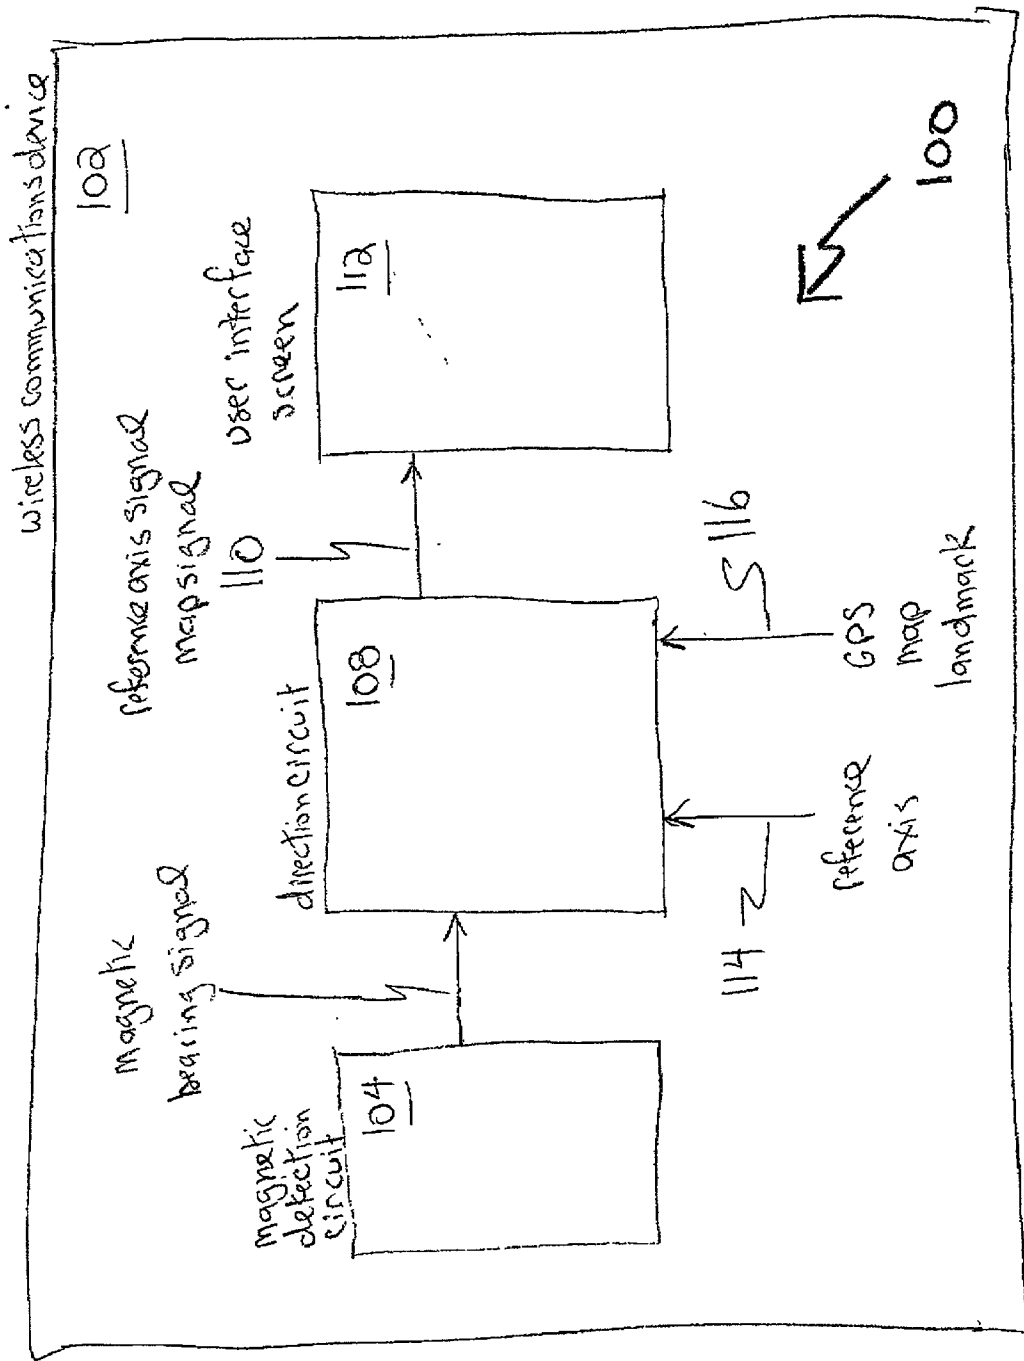 Wireless communications device
102
magnetic
bearing signal
reference axis signal
map signal
110
magnetic
detection
circuit
104
direction circuit
108
user interface
screen
112
114
reference
axis
116
GPS
map
landmark
100